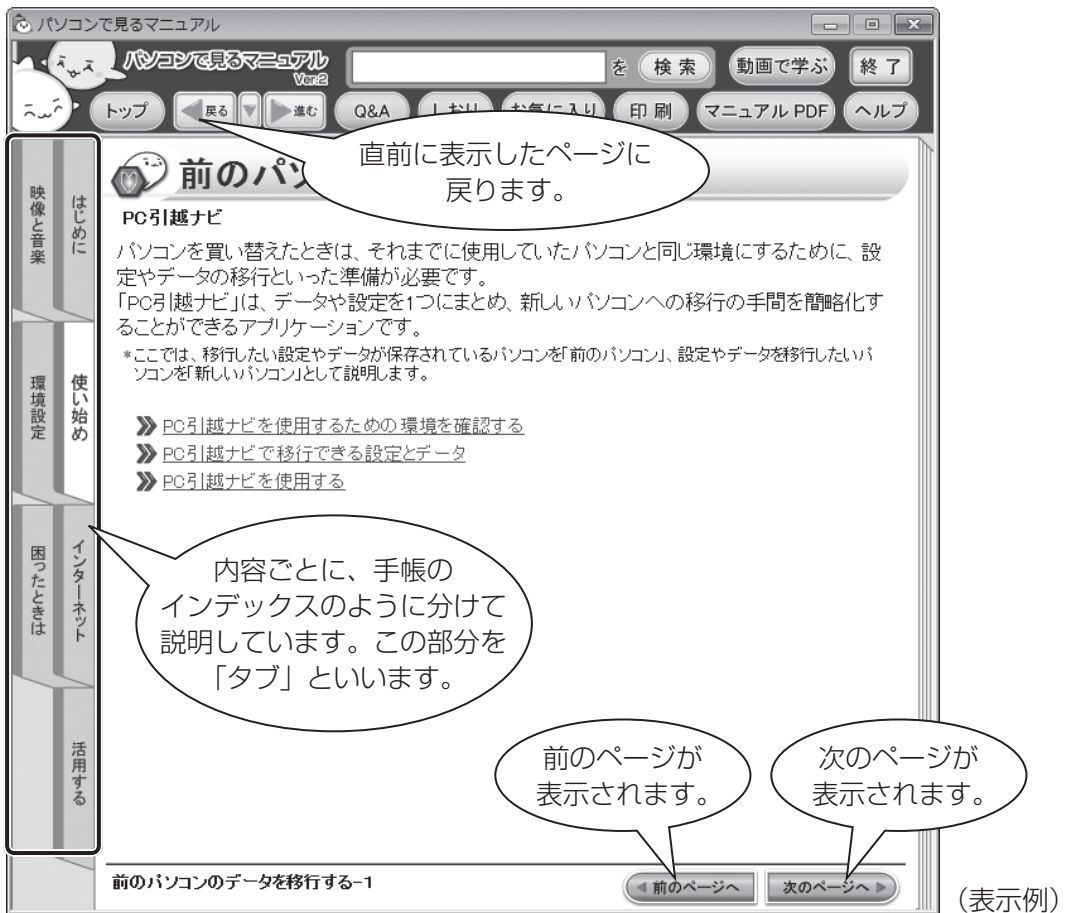 パソコンで見るマニュアル
パソコンで見るマニュアル
Ver.2
を 検索 動画で学ぶ 終了
トップ 戻る 進む Q&A しおり お気に入り 印刷 マニュアルPDF ヘルプ
直前に表示したページに
戻ります。
前のパソ
はじめに
映像と音楽
使い始め
環境設定
インターネット
困ったときは
活用する
PC引越ナビ
パソコンを買い替えたときは、それまでに使用していたパソコンと同じ環境にするために、設
定やデータの移行といった準備が必要です。
「PC引越ナビ」は、データや設定を1つにまとめ、新しいパソコンへの移行の手間を簡略化す
ることができるアプリケーションです。
*ここでは、移行したい設定やデータが保存されているパソコンを「前のパソコン」、設定やデータを移行したいパ
ソコンを「新しいパソコン」として説明します。
PC引越ナビを使用するための環境を確認する
PC引越ナビで移行できる設定とデータ
PC引越ナビを使用する
内容ごとに、手帳の
インデックスのように分けて
説明しています。この部分を
「タブ」といいます。
前のページが
表示されます。
次のページが
表示されます。
前のパソコンのデータを移行する-1
前のページへ 次のページへ
（表示例）